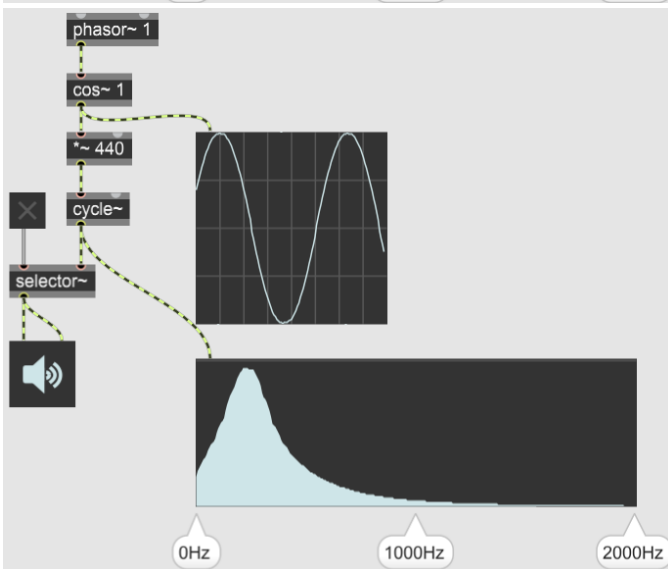 phasor~ 1
cos~ 1
*~ 440
cycle~
selector~
0Hz
1000Hz
2000Hz